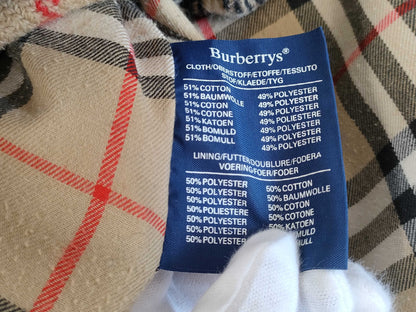 Burberrys®
CLOTH/OBERSTOFF/ETOFFE/TESSUTO
STOF/KLAEDE/TYG
51% COTTON 49% POLYESTER
51% BAUMWOLLE 49% POLYESTER
51% COTON 49% POLYESTER
51% COTONE 49% POLIESTERE
51% KATOEN 49% POLYESTER
51% BOMULD 49% POLYESTER
51% BOMULL 49% POLYESTER
LINING/FUTTER/DOUBLURE/FODERA
VOERING/FOER/FODER
50% POLYESTER 50% COTTON
50% POLYESTER 50% BAUMWOLLE
50% POLYESTER 50% COTON
50% POLIESTERE 50% COTONE
50% POLYESTER 50% KATOEN
50% POLYESTER BOMULD
50% POLYESTER BOMULL